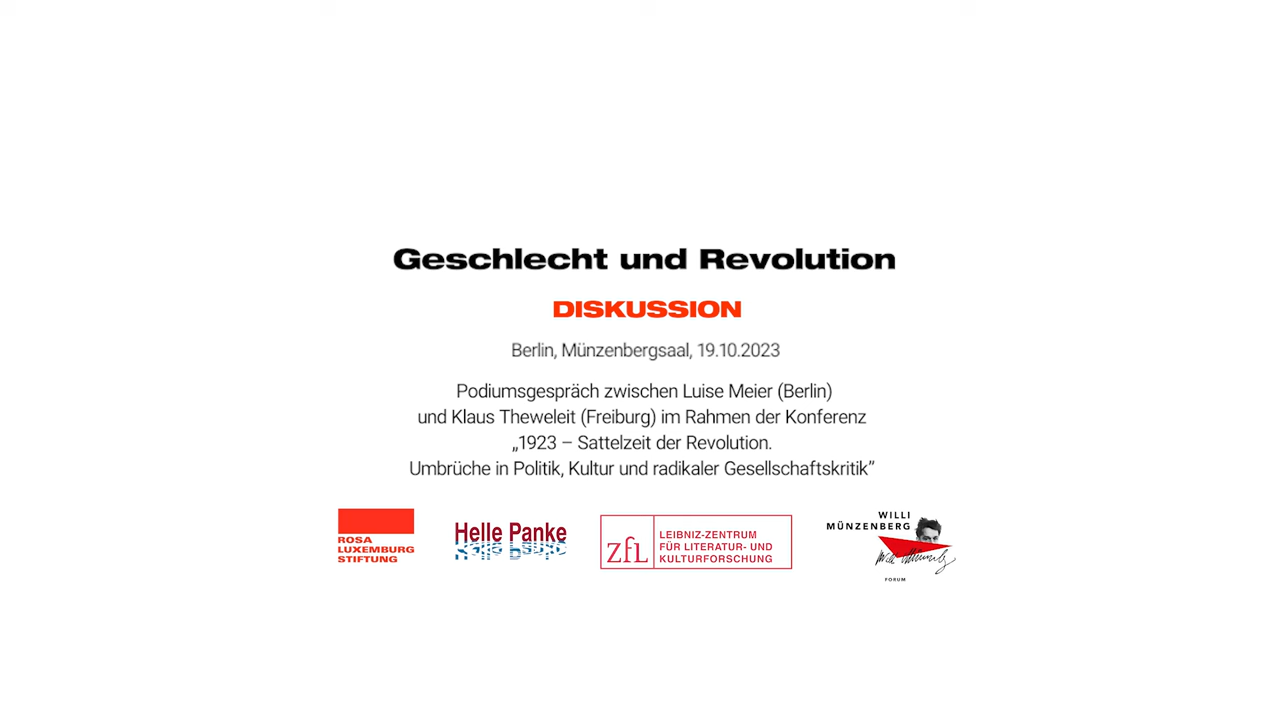 Geschlecht und Revolution
DISKUSSION
Berlin, Münzenbergsaal, 19.10.2023
Podiumsgespräch zwischen Luise Meier (Berlin)
und Klaus Theweleit (Freiburg) im Rahmen der Konferenz
„1923 – Sattelzeit der Revolution.
Umbrüche in Politik, Kultur und radikaler Gesellschaftskritik”
ROSA
LUXEMBURG
STIFTUNG
Helle Panke
zfL
LEIBNIZ-ZENTRUM
FÜR LITERATUR- UND
KULTURFORSCHUNG
WILLI
MÜNZENBERG
FORUM